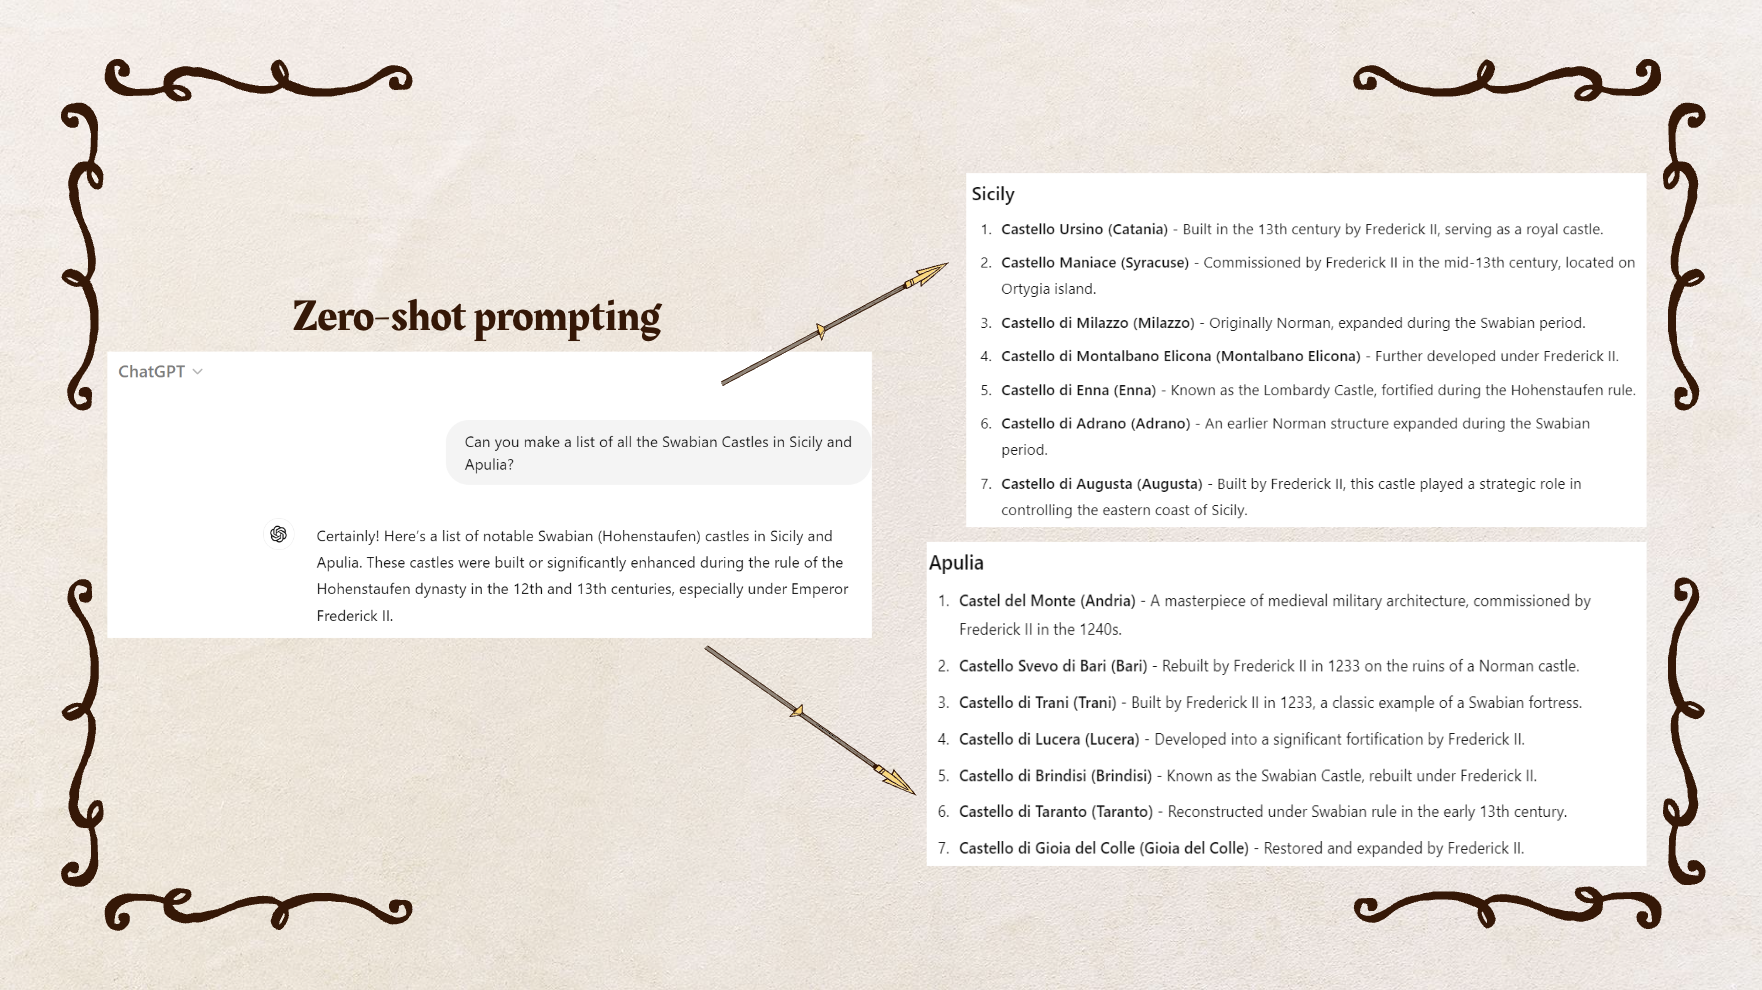 Zero-shot prompting
ChatGPT
Can you make a list of all the Swabian Castles in Sicily and
Apulia?
Certainly! Here's a list of notable Swabian (Hohenstaufen) castles in Sicily and
Apulia. These castles were built or significantly enhanced during the rule of the
Hohenstaufen dynasty in the 12th and 13th centuries, especially under Emperor
Frederick II.
Sicily
1. Castello Ursino (Catania) - Built in the 13th century by Frederick II, serving as a royal castle.
2. Castello Maniace (Syracuse) - Commissioned by Frederick II in the mid-13th century, located on
Ortygia island.
3. Castello di Milazzo (Milazzo) - Originally Norman, expanded during the Swabian period.
4. Castello di Montalbano Elicona (Montalbano Elicona) - Further developed under Frederick II.
5. Castello di Enna (Enna) - Known as the Lombardy Castle, fortified during the Hohenstaufen rule.
6. Castello di Adrano (Adrano) - An earlier Norman structure expanded during the Swabian
period.
7. Castello di Augusta (Augusta) - Built by Frederick II, this castle played a strategic role in
controlling the eastern coast of Sicily.
Apulia
1. Castel del Monte (Andria) - A masterpiece of medieval military architecture, commissioned by
Frederick II in the 1240s.
2. Castello Svevo di Bari (Bari) - Rebuilt by Frederick II in 1233 on the ruins of a Norman castle.
3. Castello di Trani (Trani) - Built by Frederick II in 1233, a classic example of a Swabian fortress.
4. Castello di Lucera (Lucera) - Developed into a significant fortification by Frederick II.
5. Castello di Brindisi (Brindisi) - Known as the Swabian Castle, rebuilt under Frederick II.
6. Castello di Taranto (Taranto) - Reconstructed under Swabian rule in the early 13th century.
7. Castello di Gioia del Colle (Gioia del Colle) - Restored and expanded by Frederick II.